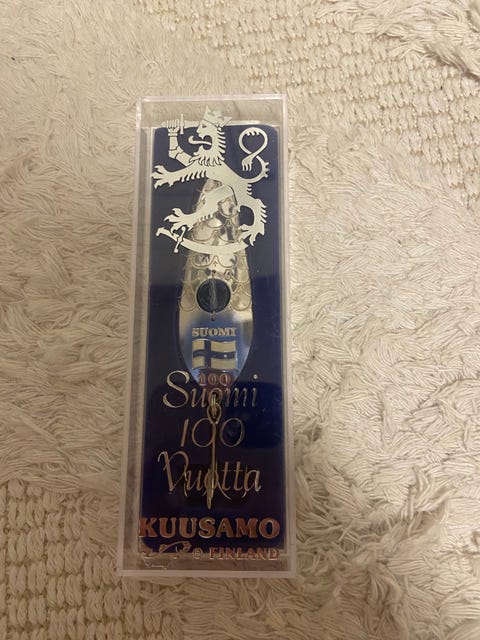 SUOMI
100
Suomi
100
Vuotta
KUUSAMO
® FINLAND